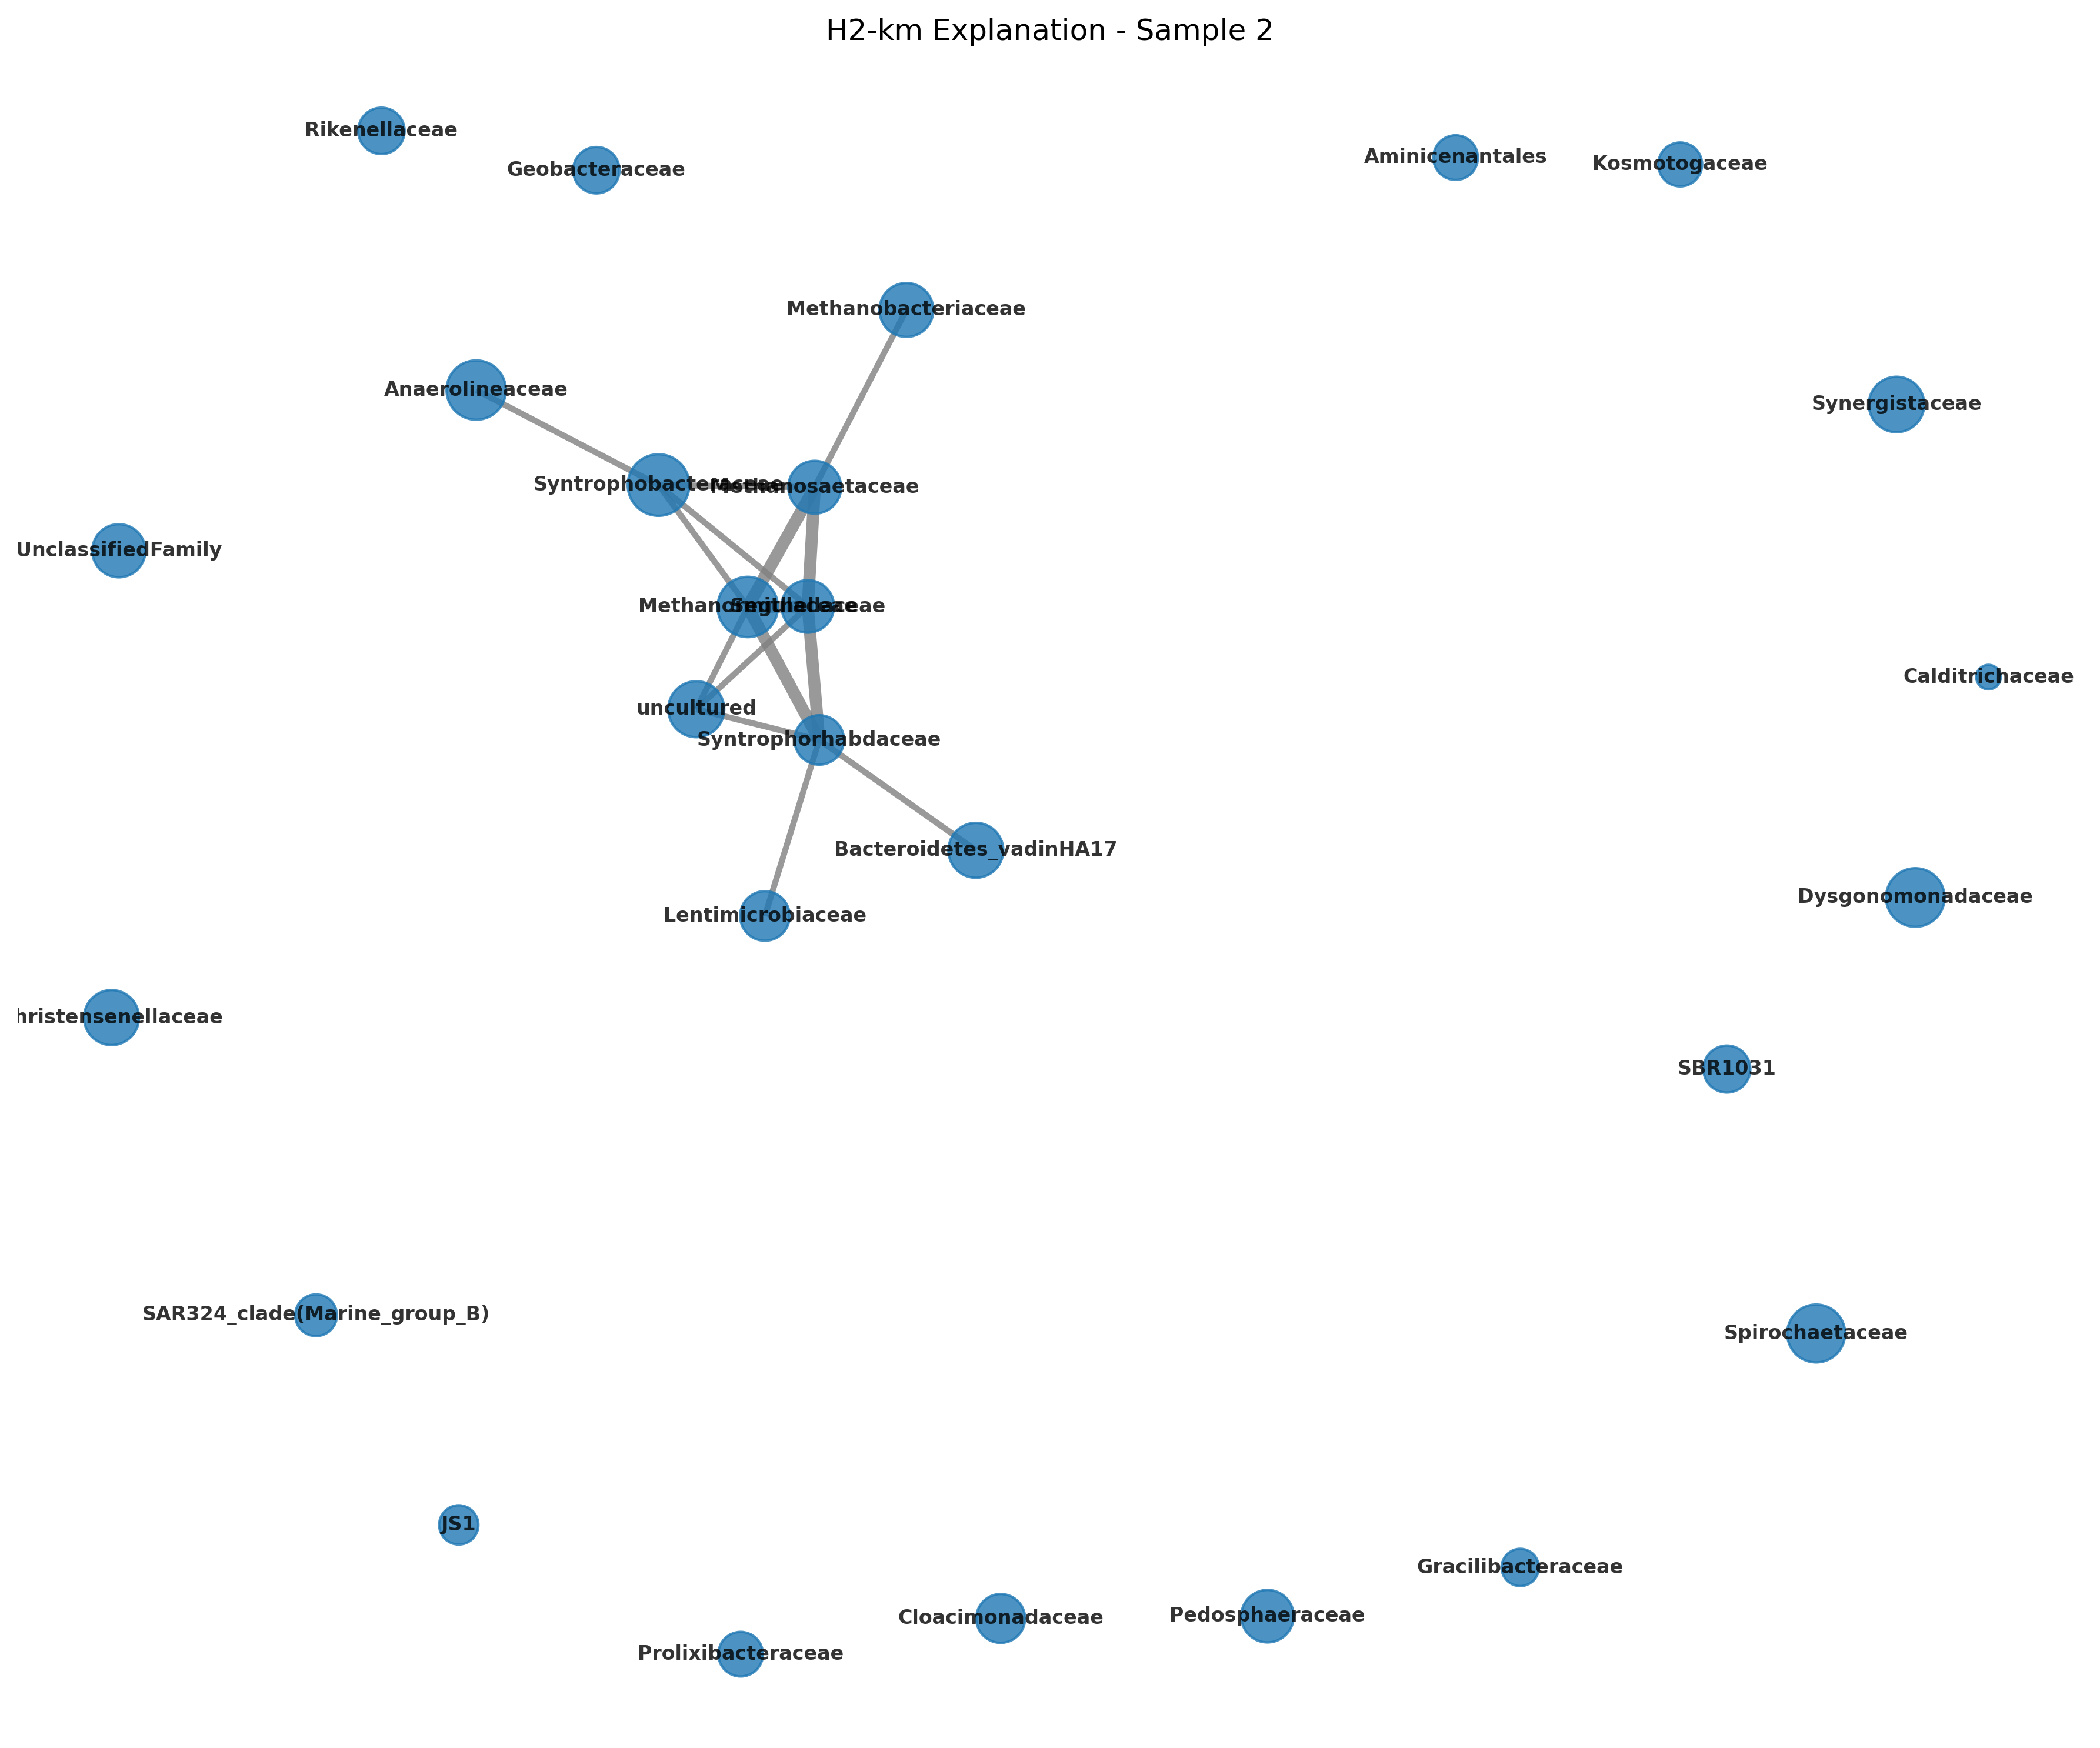 H2-km Explanation - Sample 2
Rikenellaceae
Geobacteraceae
Aminicenantales
Kosmotogaceae
Methanobacteriaceae
Anaerolineaceae
Synergistaceae
Syntrophobacteraceae
Methanosaetaceae
UnclassifiedFamily
Methanoregulaceae
Smithellaceae
Calditrichaceae
uncultured
Syntrophorhabdaceae
Bacteroidetes_vadinHA17
Dysgonomonadaceae
Lentimicrobiaceae
hristensenellaceae
SBR1031
SAR324_clade(Marine_group_B)
Spirochaetaceae
JS1
Gracilibacteraceae
Cloacimonadaceae
Pedosphaeraceae
Prolixibacteraceae